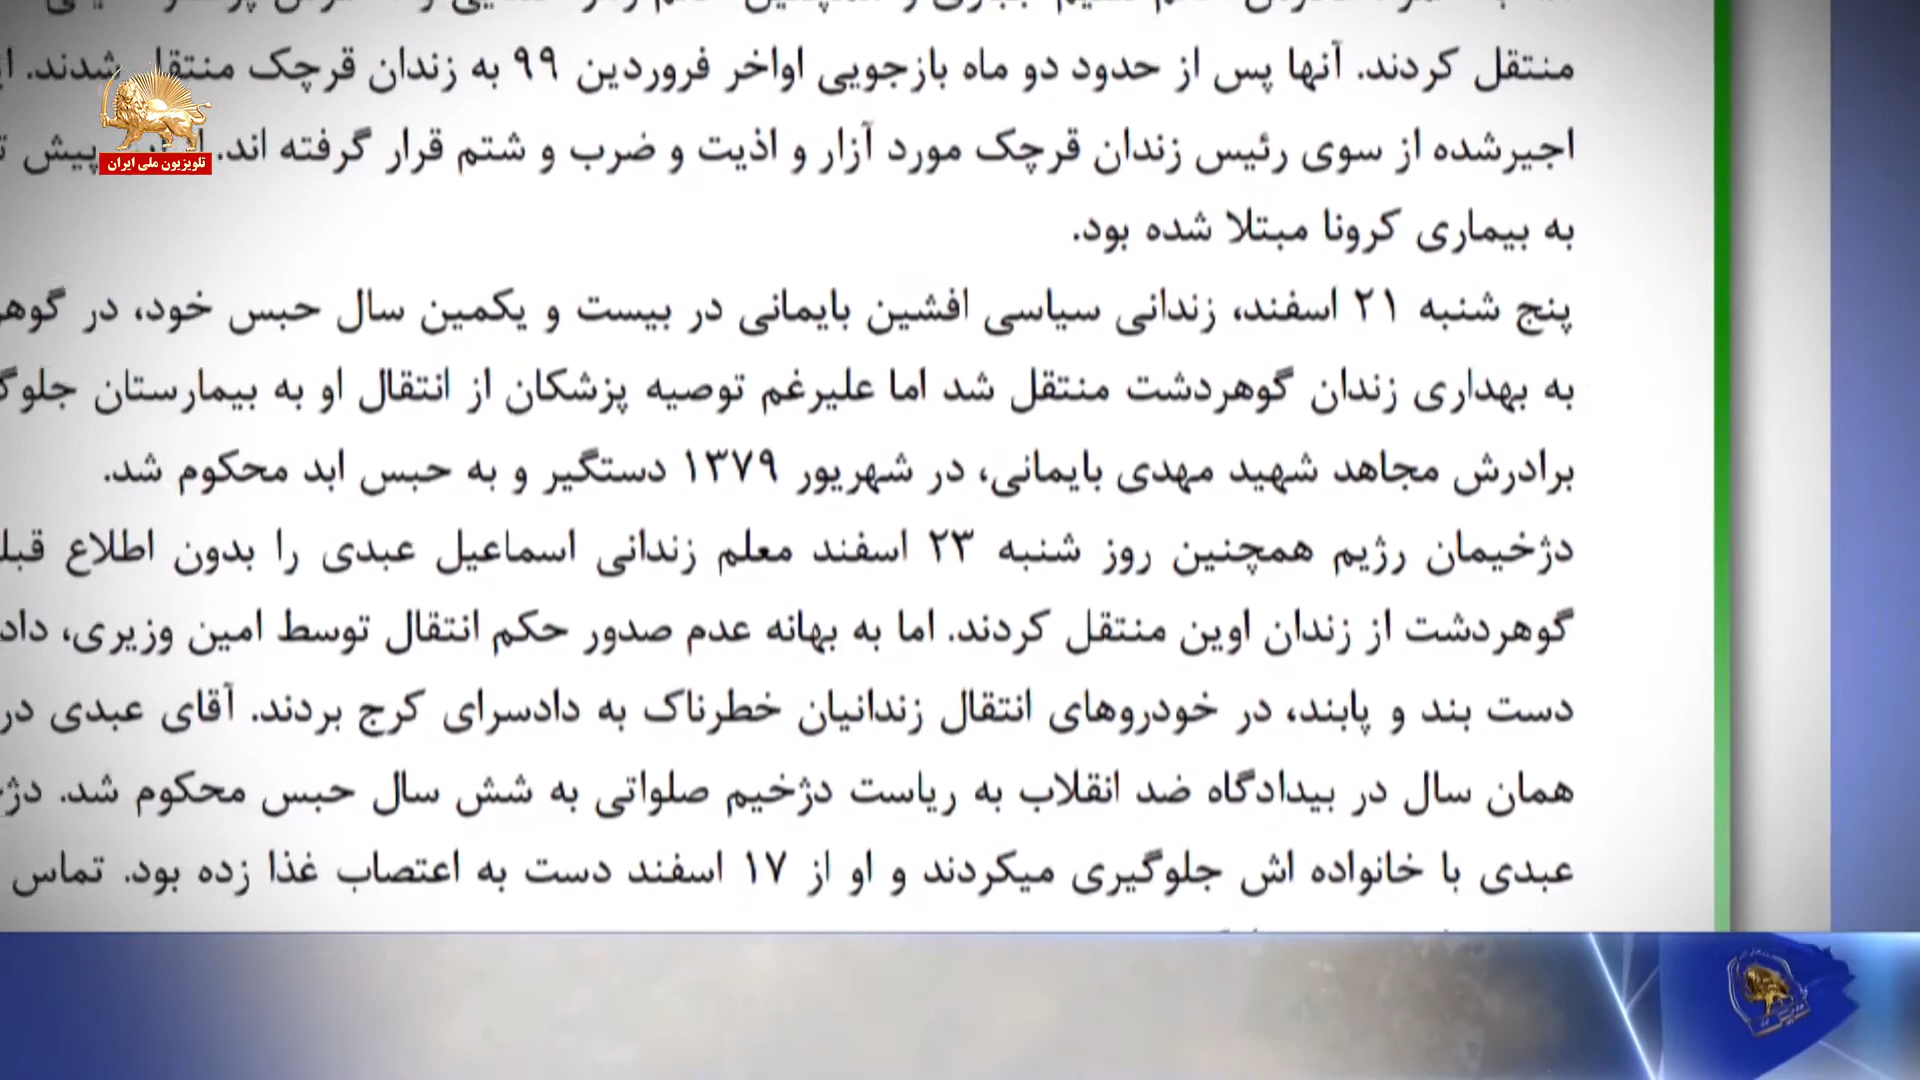 منتقل کردند. آنها پس از حدود دو ماه بازجویی اواخر فروردین ۹۹ به زندان قرچک منتقل شدند.
اجیرشده از سوی رئیس زندان قرچک مورد آزار و اذیت و ضرب و شتم قرار گرفته اند. پیش
به بیماری کرونا مبتلا شده بود.
پنج شنبه ۲۱ اسفند، زندانی سیاسی افشین بایمانی در بیست و یکمین سال حبس خود، در
به بهداری زندان گوهردشت منتقل شد اما علیرغم توصیه پزشکان از انتقال او به بیمارستان
برادرش مجاهد شهید مهدی بایمانی، در شهریور ۱۳۷۹ دستگیر و به حبس ابد محکوم شد.
دژخیمان رژیم همچنین روز شنبه ۲۳ اسفند معلم زندانی اسماعیل عبدی را بدون اطلاع
گوهردشت از زندان اوین منتقل کردند. اما به بهانه عدم صدور حکم انتقال توسط امین وزیری،
دست بند و پابند، در خودروهای انتقال زندانیان خطرناک به دادسرای کرج بردند. آقای عبدی در
همان سال در بیدادگاه ضد انقلاب به ریاست دژخیم صلواتی به شش سال حبس محکوم شد.
عبدی با خانواده اش جلوگیری میکردند و او از ۱۷ اسفند دست به اعتصاب غذا زده بود. تماس
تلویزیون ملی ایران